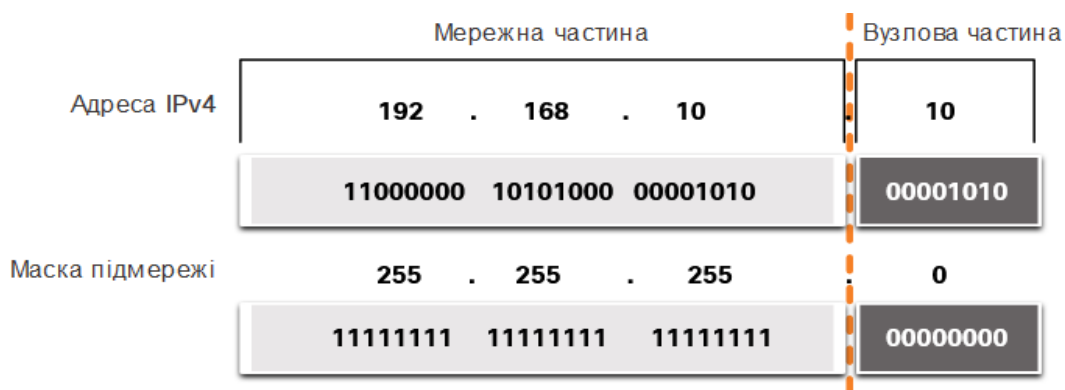 Мережна частина Вузлова частина
Адреса IPv4 192 . 168 . 10 . 10
11000000 10101000 00001010 00001010
Маска підмережі 255 . 255 . 255 . 0
11111111 11111111 11111111 00000000